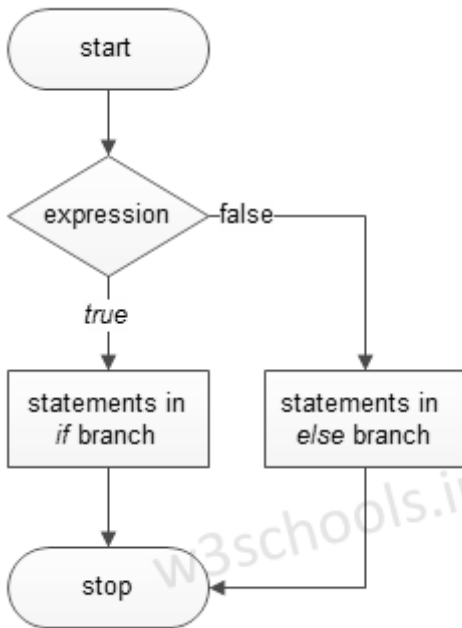 start
expression
false
true
statements in
if branch
statements in
else branch
w3schools.i
stop